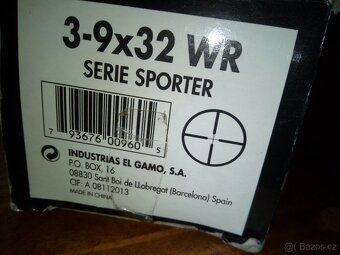 3-9x32 WR
SERIE SPORTER
7 93676 00960 5
INDUSTRIAS EL GAMO, S.A.
P.O. BOX, 16
08830 Sant Boi de LLobregat (Barcelona) Spain
CIF: A 08112013
MADE IN CHINA
Bazos.cz